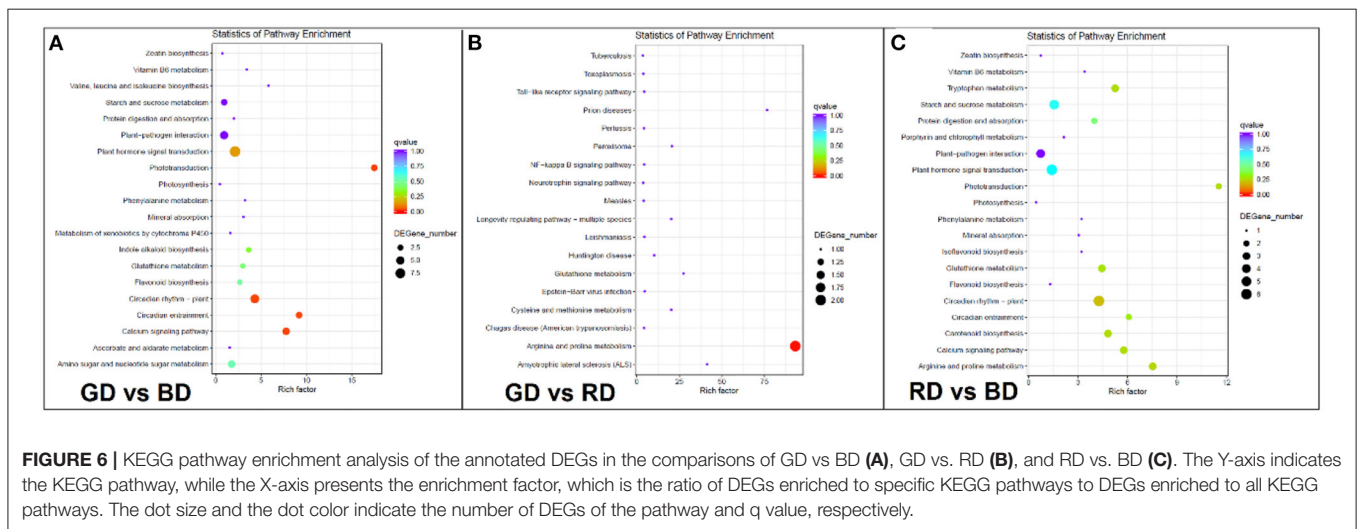 A
Statistics of Pathway Enrichment
Zeatin biosynthesis
Vitamin B6 metabolism
Valine, leucine and isoleucine biosynthesis
Starch and sucrose metabolism
Protein digestion and absorption
Plant-pathogen interaction
Plant hormone signal transduction
Phototransduction
Photosynthesis
Phenylalanine metabolism
Mineral absorption
Metabolism of xenobiotics by cytochrome P450
Indole alkaloid biosynthesis
Glutathione metabolism
Flavonoid biosynthesis
Circadian rhythm - plant
Circadian entrainment
Calcium signaling pathway
Ascorbate and aldarate metabolism
Amino sugar and nucleotide sugar metabolism
0 5 10 15
Rich factor
qvalue
1.00
0.75
0.50
0.25
0.00
DEGene_number
2.5
5.0
7.5
GD vs BD
B
Statistics of Pathway Enrichment
Tuberculosis
Toxoplasmosis
Toll-like receptor signaling pathway
Prion diseases
Pertussis
Peroxisome
NF-kappa B signaling pathway
Neurotrophin signaling pathway
Measles
Longevity regulating pathway - multiple species
Leishmaniasis
Huntington disease
Glutathione metabolism
Epstein-Barr virus infection
Cysteine and methionine metabolism
Chagas disease (American trypanosomiasis)
Arginine and proline metabolism
Amyotrophic lateral sclerosis (ALS)
0 25 50 75
Rich factor
qvalue
1.00
0.75
0.50
0.25
0.00
DEGene_number
1.00
1.25
1.50
1.75
2.00
GD vs RD
C
Statistics of Pathway Enrichment
Zeatin biosynthesis
Vitamin B6 metabolism
Tryptophan metabolism
Starch and sucrose metabolism
Protein digestion and absorption
Porphyrin and chlorophyll metabolism
Plant-pathogen interaction
Plant hormone signal transduction
Phototransduction
Photosynthesis
Phenylalanine metabolism
Mineral absorption
Isoflavonoid biosynthesis
Glutathione metabolism
Flavonoid biosynthesis
Circadian rhythm - plant
Circadian entrainment
Carotenoid biosynthesis
Calcium signaling pathway
Arginine and proline metabolism
0 3 6 9 12
Rich factor
qvalue
1.00
0.75
0.50
0.25
0.00
DEGene_number
1
2
3
4
5
6
RD vs BD
FIGURE 6 | KEGG pathway enrichment analysis of the annotated DEGs in the comparisons of GD vs BD (A), GD vs. RD (B), and RD vs. BD (C). The Y-axis indicates
the KEGG pathway, while the X-axis presents the enrichment factor, which is the ratio of DEGs enriched to specific KEGG pathways to DEGs enriched to all KEGG
pathways. The dot size and the dot color indicate the number of DEGs of the pathway and q value, respectively.